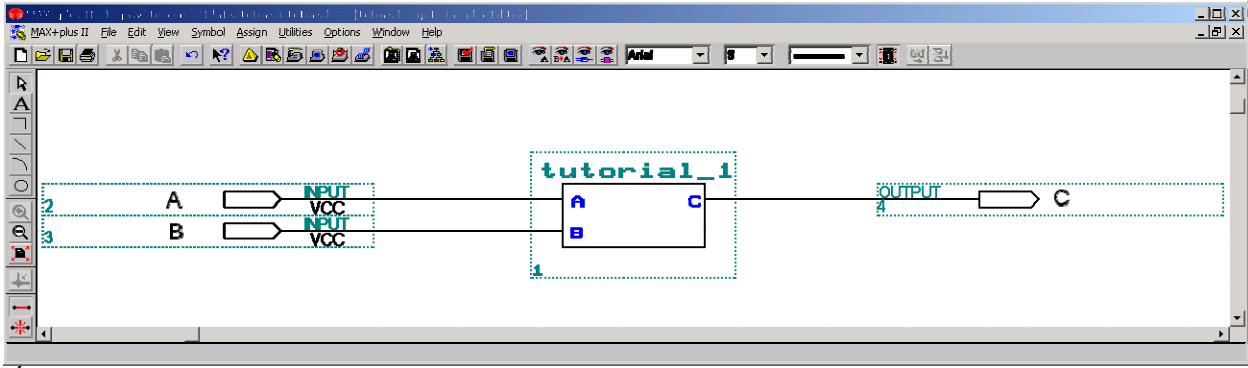 MAX+plus II File Edit View Symbol Assign Utilities Options Window Help
Arial 8
tutorial_1
A INPUT VCC A C OUTPUT C
2 4
B INPUT VCC B
3
1